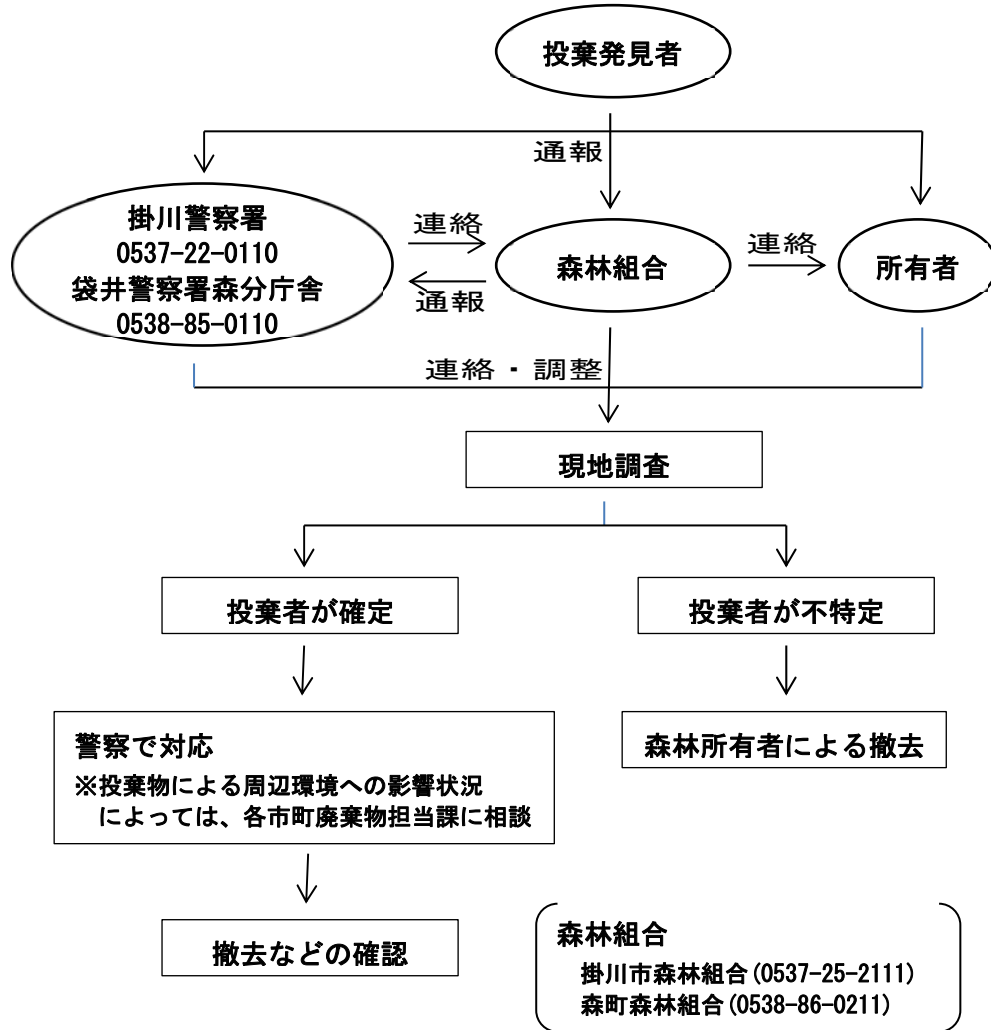 投棄発見者
通報
掛川警察署
0537-22-0110
袋井警察署森分庁舎
0538-85-0110
連絡
通報
森林組合
連絡
所有者
連絡・調整
現地調査
投棄者が確定
投棄者が不特定
警察で対応
※投棄物による周辺環境への影響状況
によっては、各市町廃棄物担当課に相談
森林所有者による撤去
撤去などの確認
森林組合
掛川市森林組合(0537-25-2111)
森町森林組合(0538-86-0211)